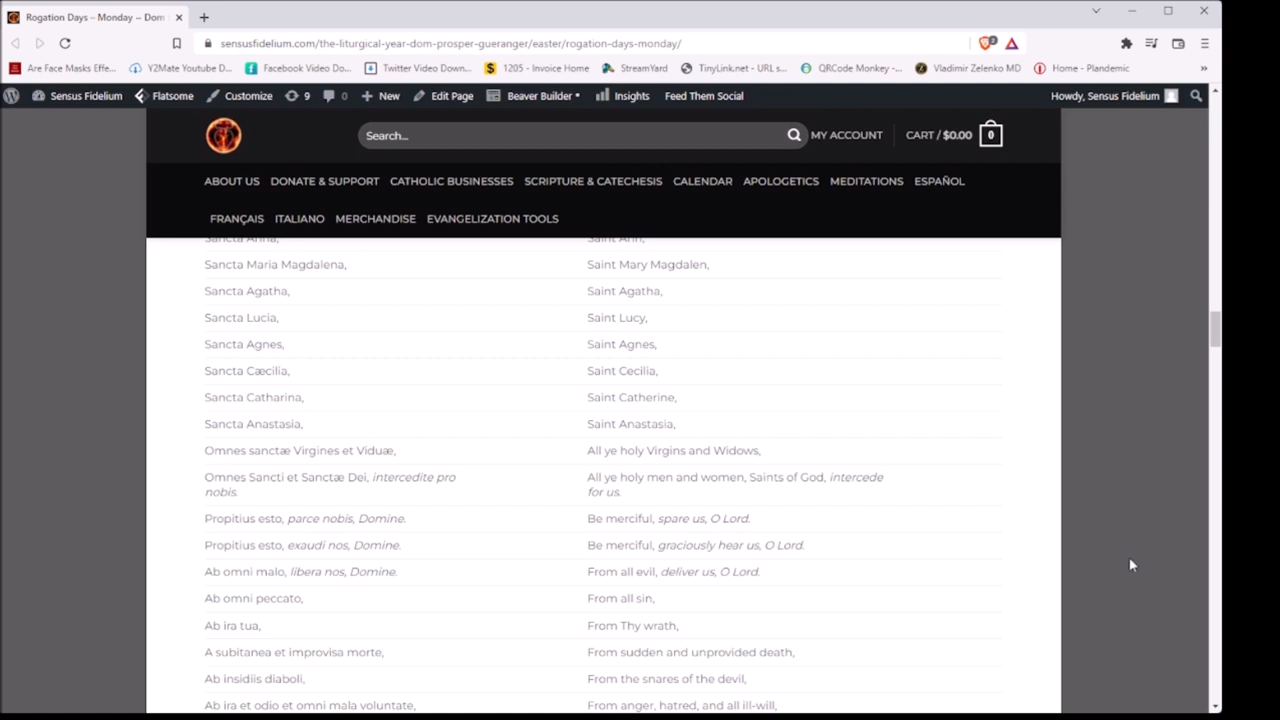 Rogation Days – Monday – Dom
sensusfidelium.com/the-liturgical-year-dom-prosper-gueranger/easter/rogation-days-monday/
Are Face Masks Effe... Y2Mate Youtube D... Facebook Video Do... Twitter Video Down... 1205 - Invoice Home StreamYard TinyLink.net - URL s... QRCode Monkey -... Vladimir Zelenko MD Home - Plandemic »
Sensus Fidelium Flatsome Customize 9 0 New Edit Page Beaver Builder Insights Feed Them Social Howdy, Sensus Fidelium
Search... MY ACCOUNT CART / $0.00 0
ABOUT US DONATE & SUPPORT CATHOLIC BUSINESSES SCRIPTURE & CATECHESIS CALENDAR APOLOGETICS MEDITATIONS ESPAÑOL
FRANÇAIS ITALIANO MERCHANDISE EVANGELIZATION TOOLS
Sancta Anna, Saint Ann,
Sancta Maria Magdalena, Saint Mary Magdalen,
Sancta Agatha, Saint Agatha,
Sancta Lucia, Saint Lucy,
Sancta Agnes, Saint Agnes,
Sancta Cæcilia, Saint Cecilia,
Sancta Catharina, Saint Catherine,
Sancta Anastasia, Saint Anastasia,
Omnes sanctæ Virgines et Viduæ, All ye holy Virgins and Widows,
Omnes Sancti et Sanctæ Dei, intercedite pro All ye holy men and women, Saints of God, intercede
nobis. for us.
Propitius esto, parce nobis, Domine. Be merciful, spare us, O Lord.
Propitius esto, exaudi nos, Domine. Be merciful, graciously hear us, O Lord.
Ab omni malo, libera nos, Domine. From all evil, deliver us, O Lord.
Ab omni peccato, From all sin,
Ab ira tua, From Thy wrath,
A subitanea et improvisa morte, From sudden and unprovided death,
Ab insidiis diaboli, From the snares of the devil,
Ab ira et odio et omni mala voluntate, From anger, hatred, and all ill-will,